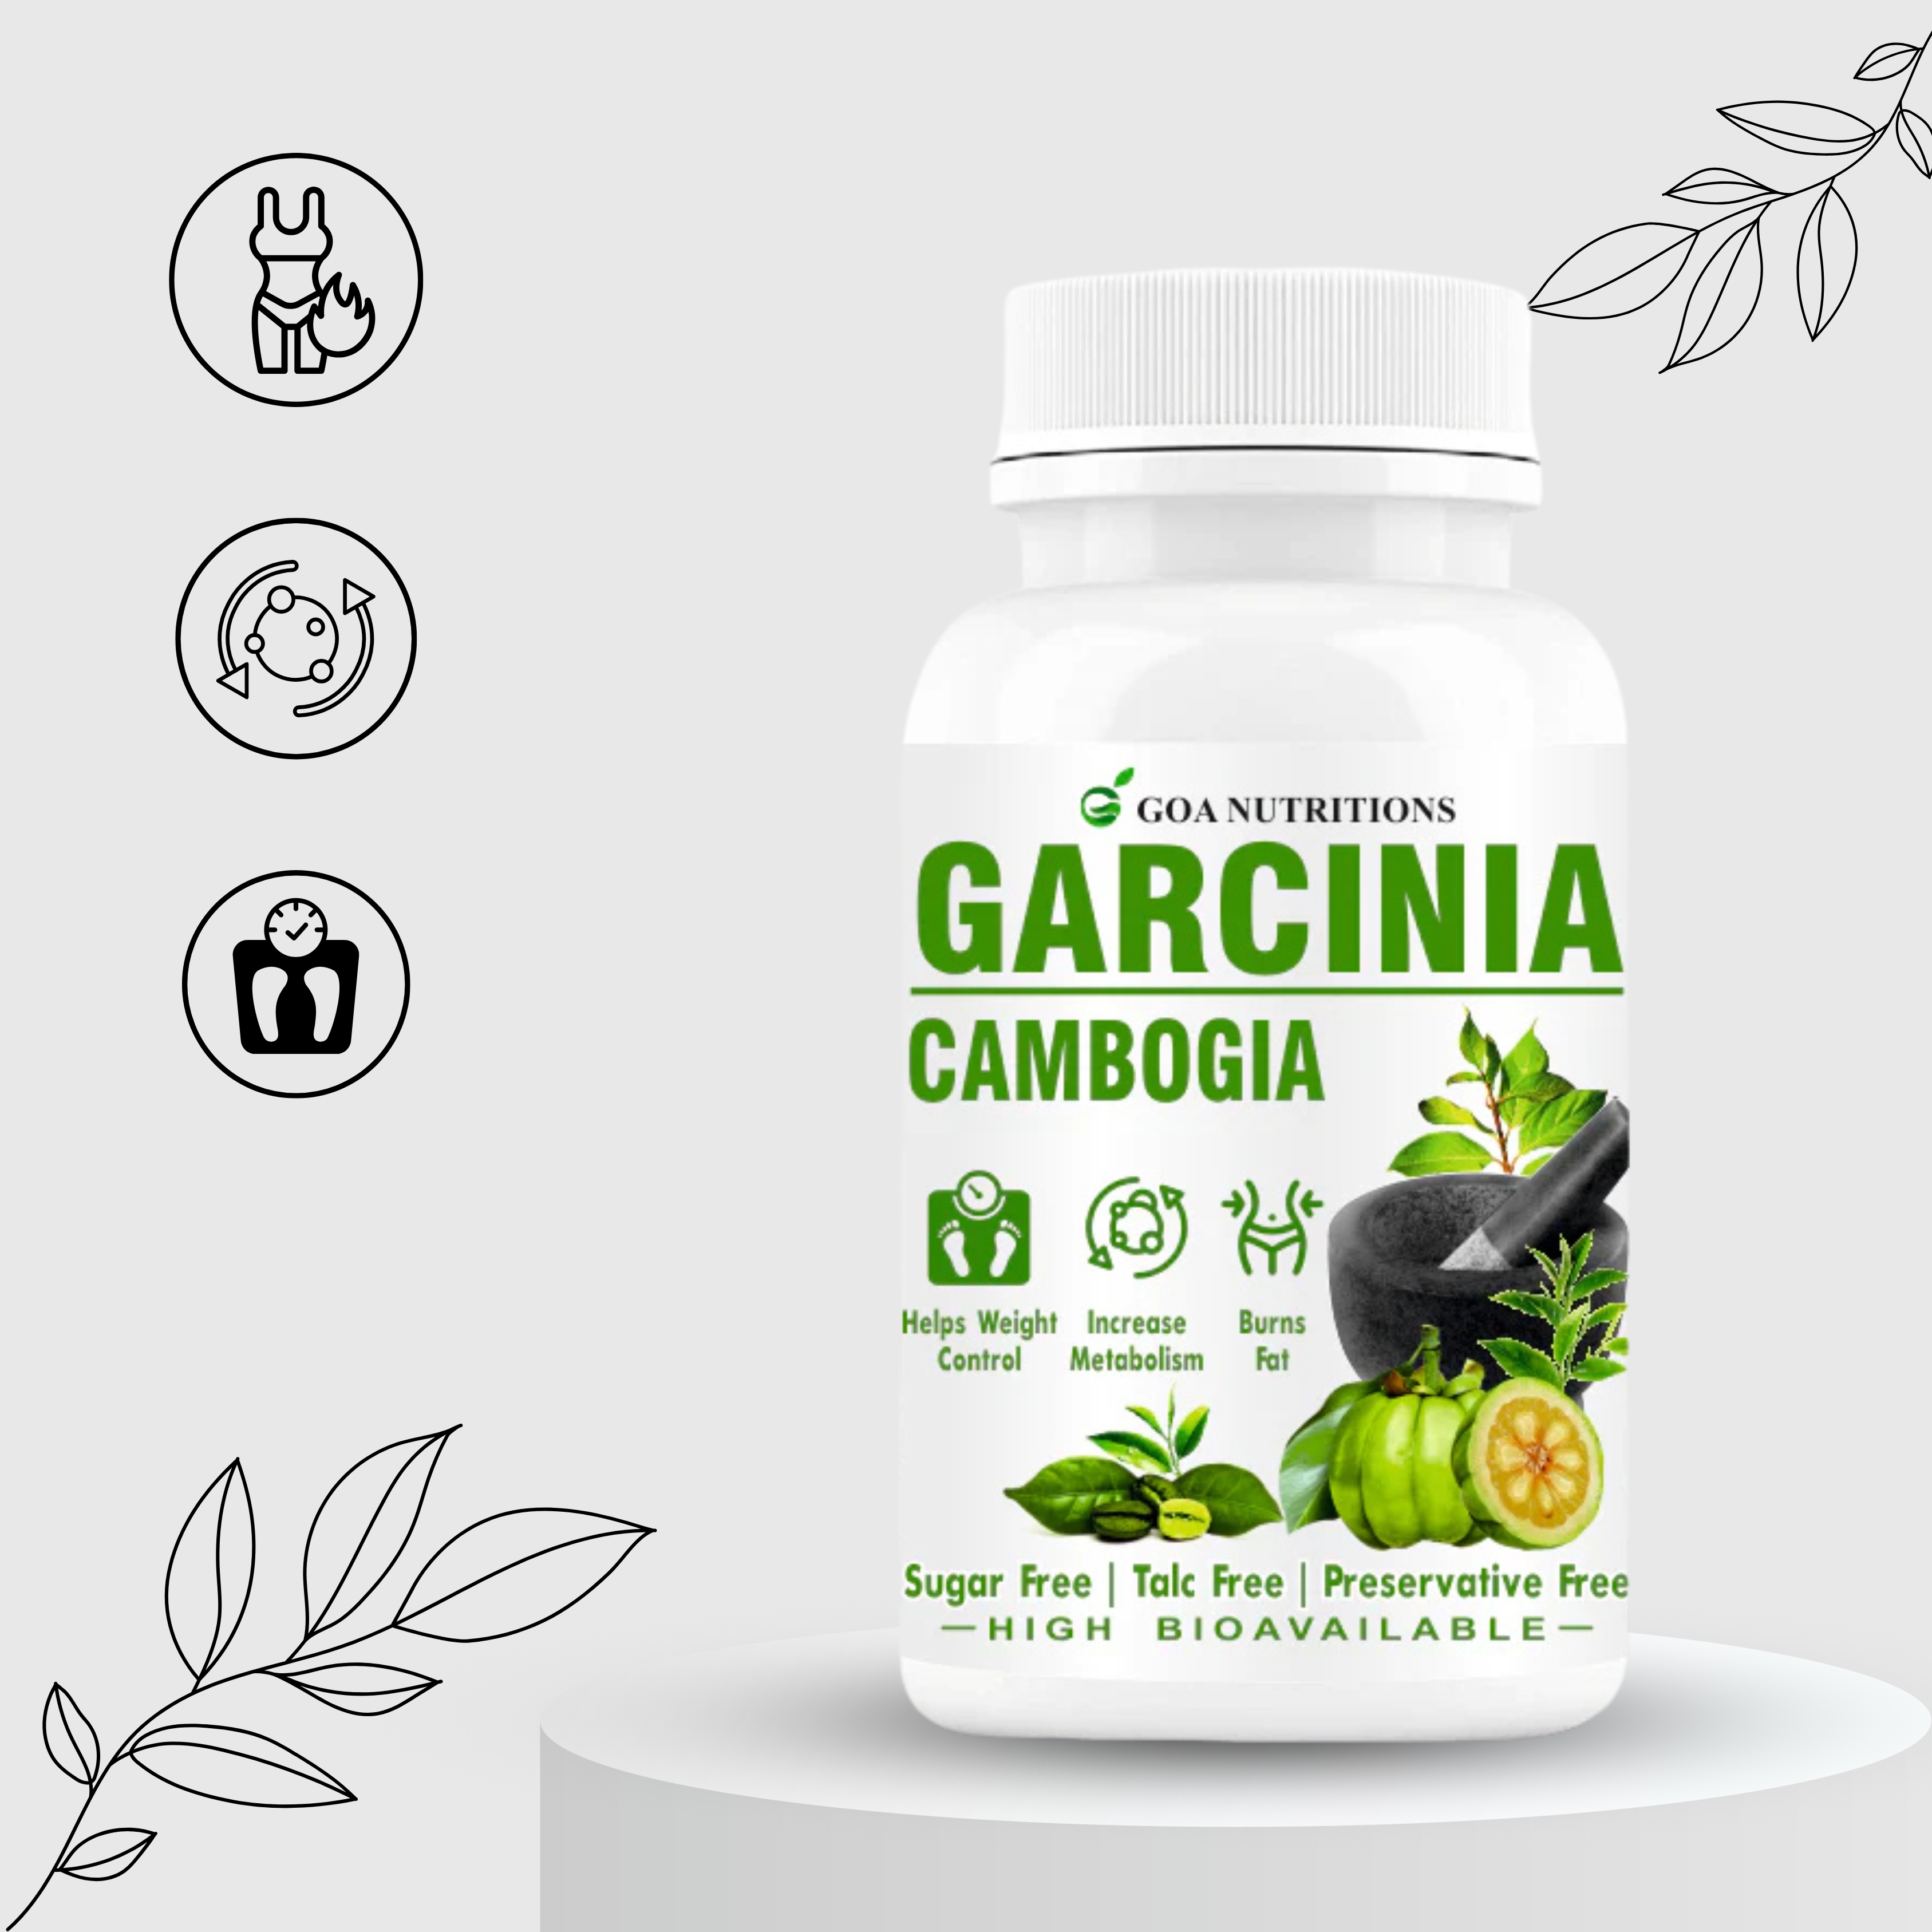 GOA NUTRITIONS
GARCINIA
CAMBOGIA
Helps Weight Control
Increase Metabolism
Burns Fat
Sugar Free | Talc Free | Preservative Free
HIGH BIOAVAILABLE